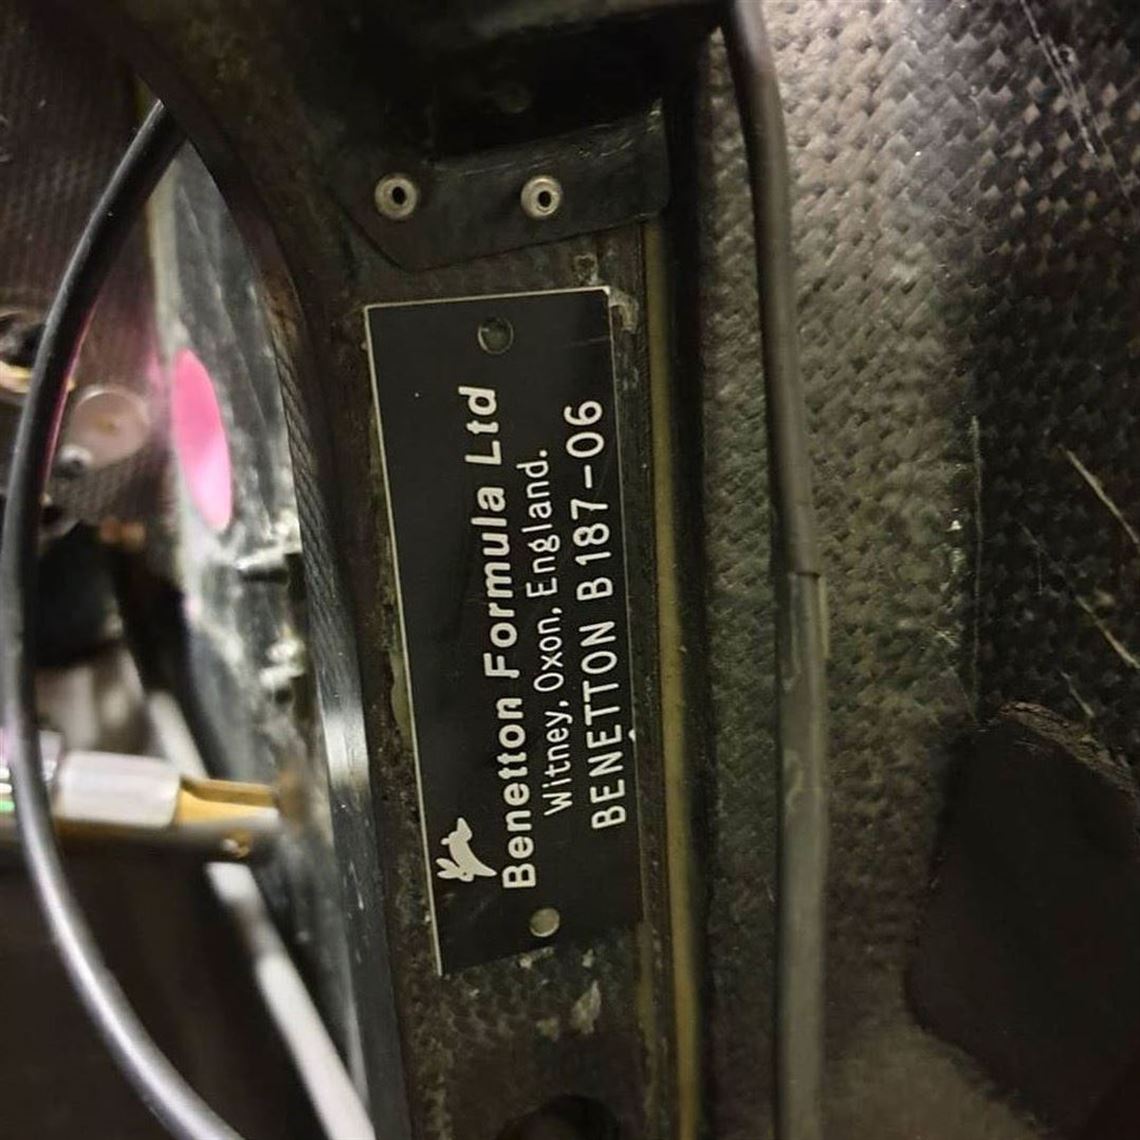 Benetton Formula Ltd
Witney, Oxon, England.
BENETTON B187-06